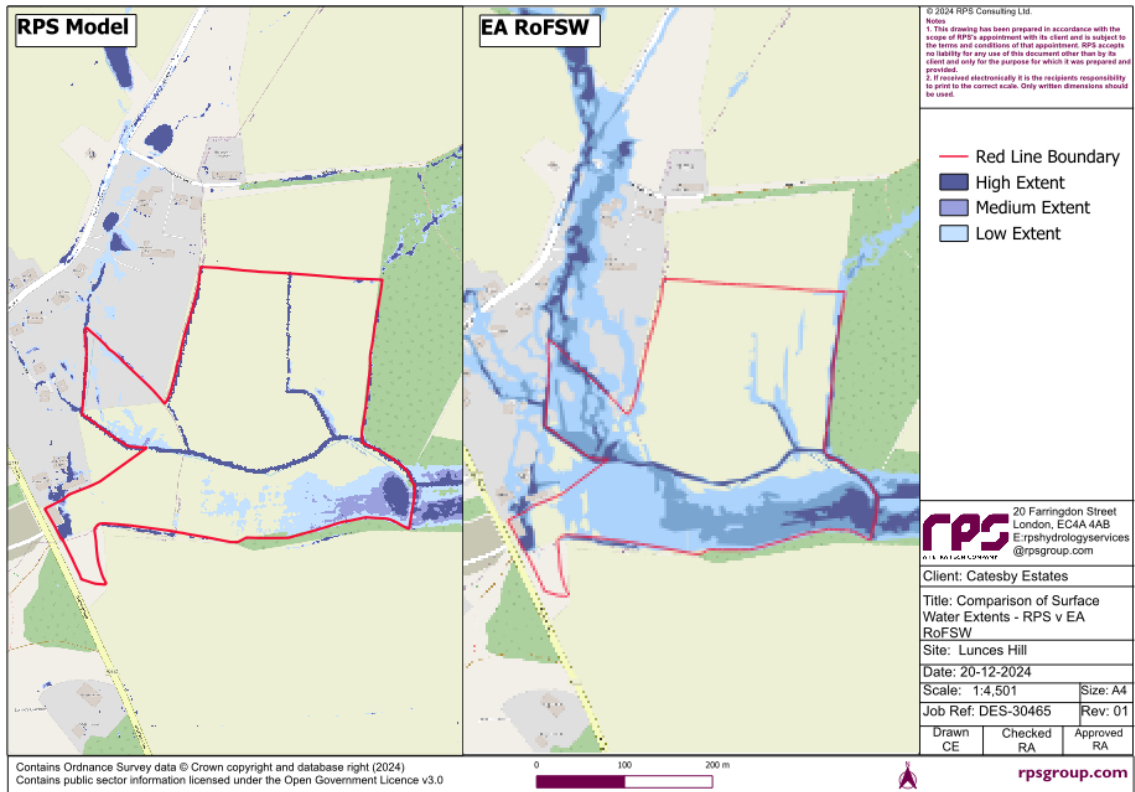 RPS Model
EA RoFSW
© 2024 RPS Consulting Ltd.
Notes
1. This drawing has been prepared in accordance with the
scope of RPS's appointment with its client and is subject to
the terms and conditions of that appointment. RPS accepts
no liability for any use of this document other than by its
client and only for the purpose for which it was prepared and
provided.
2. If received electronically it is the recipients responsibility
to print to the correct scale. Only written dimensions should
be used.
Red Line Boundary
High Extent
Medium Extent
Low Extent
rps
A TETRA TECH COMPANY
20 Farringdon Street
London, EC4A 4AB
E:rpshydrologyservices
@rpsgroup.com
Client: Catesby Estates
Title: Comparison of Surface
Water Extents - RPS v EA
RoFSW
Site: Lunces Hill
Date: 20-12-2024
Scale: 1:4,501
Size: A4
Job Ref: DES-30465
Rev: 01
Drawn
CE
Checked
RA
Approved
RA
Contains Ordnance Survey data © Crown copyright and database right (2024)
Contains public sector information licensed under the Open Government Licence v3.0
0 100 200 m
N
rpsgroup.com